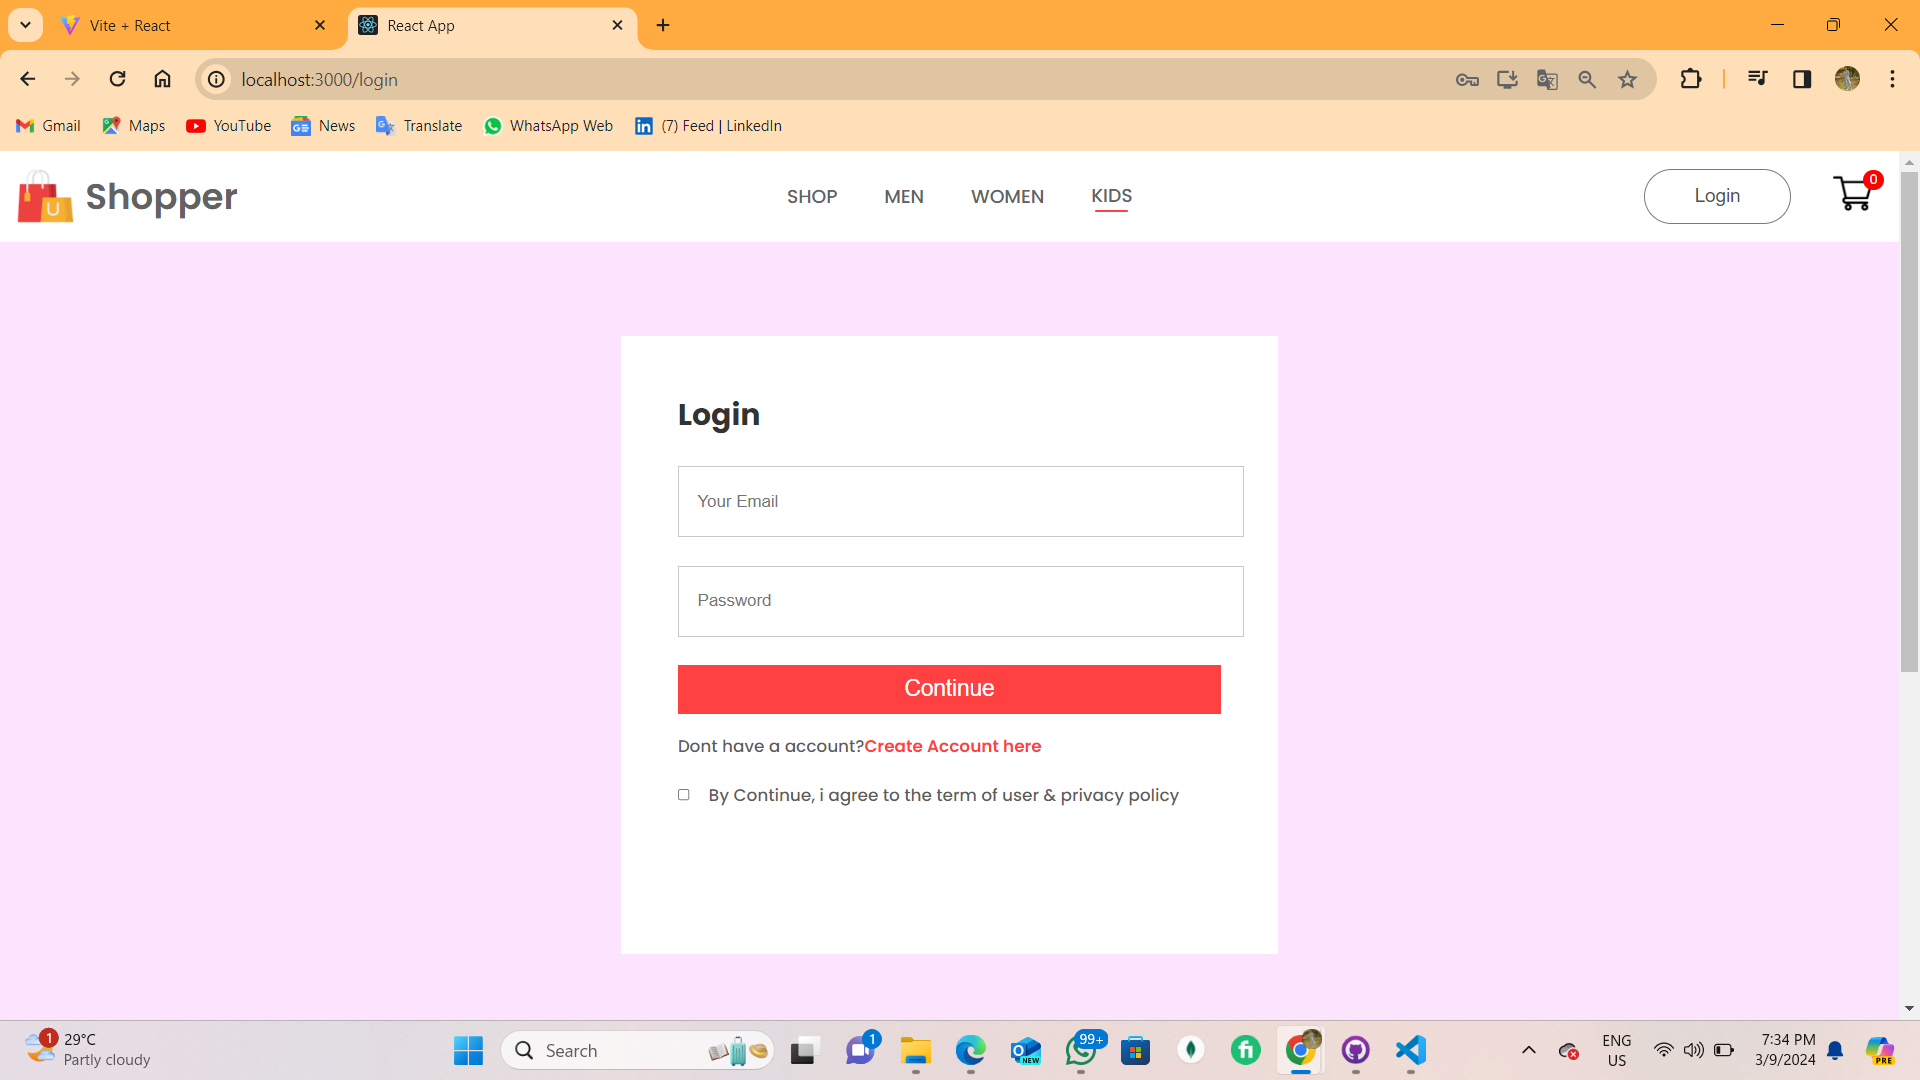 Vite + React
React App
localhost:3000/login
Gmail
Maps
YouTube
News
Translate
WhatsApp Web
(7) Feed | LinkedIn
U
Shopper
SHOP
MEN
WOMEN
KIDS
Login
0
Login
Your Email
Password
Continue
Dont have a account?Create Account here
By Continue, i agree to the term of user & privacy policy
1
29°C
Partly cloudy
Search
1
NEW
99+
ENG
US
7:34 PM
3/9/2024
PRE